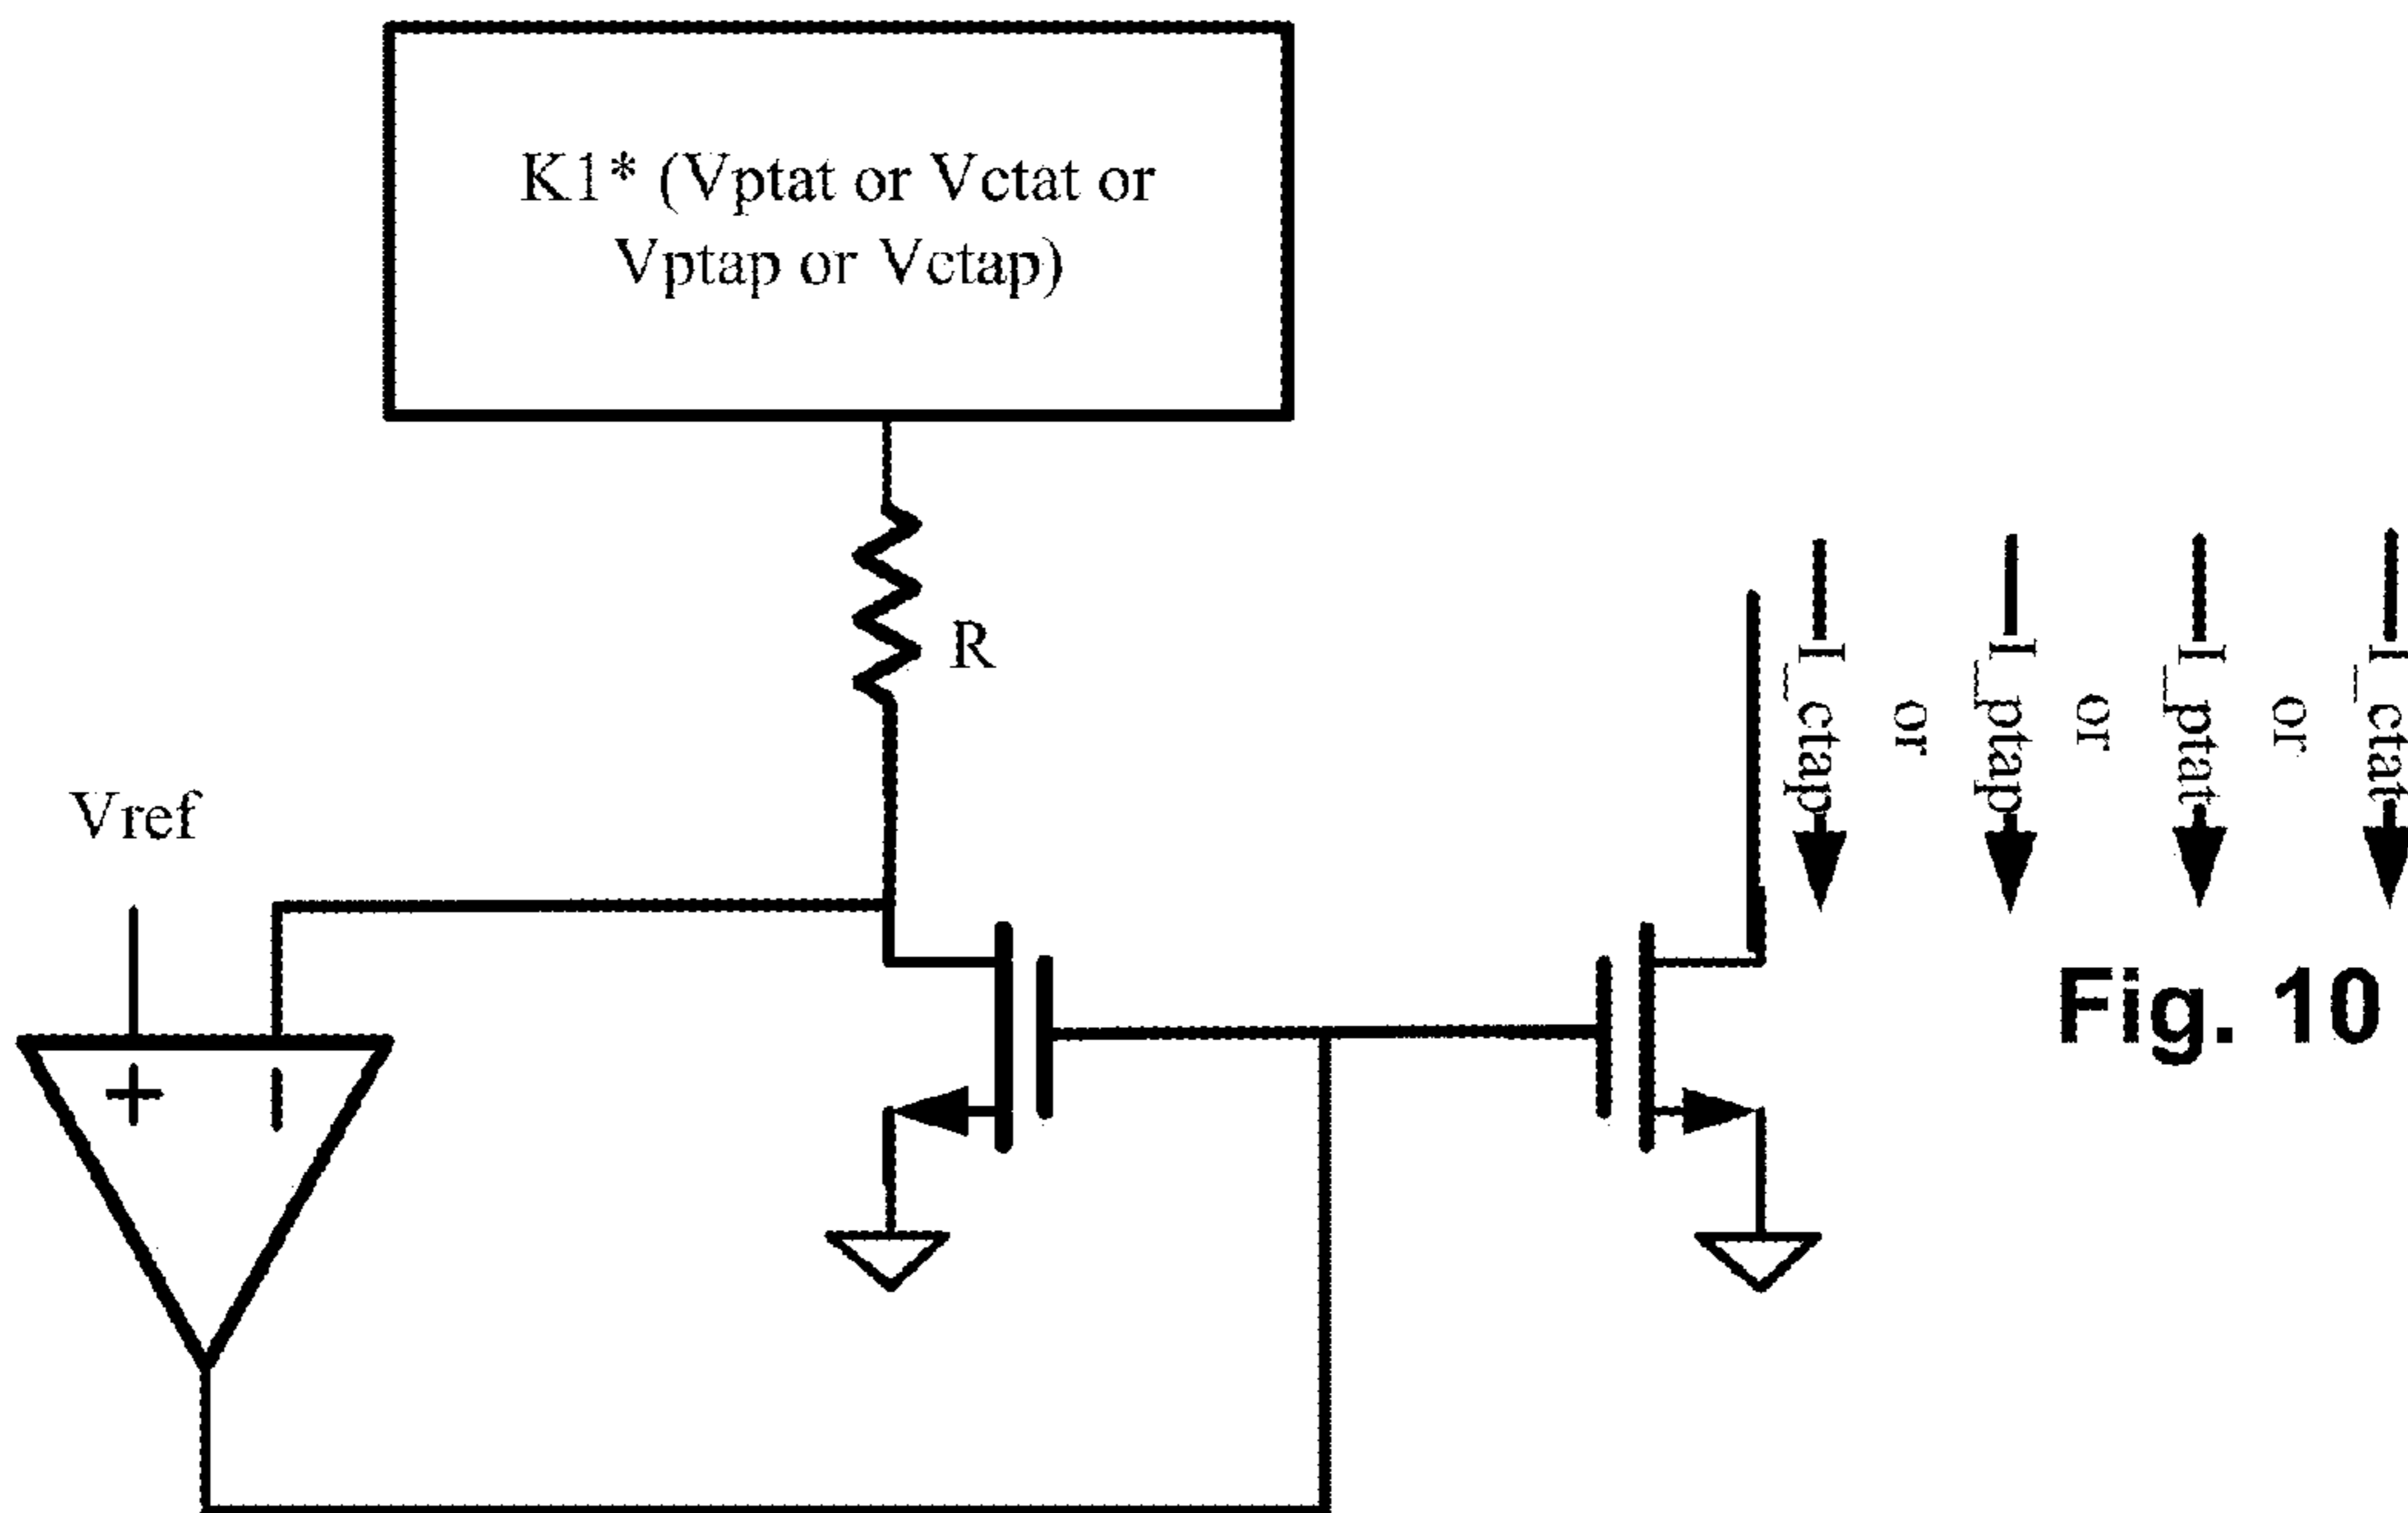 K1* (Vptat or Vctat or
Vptap or Vctap)
R
Vref
+
−
I_ctap
or
I_ptap
or
I_ptat
or
I_ctat
Fig. 10